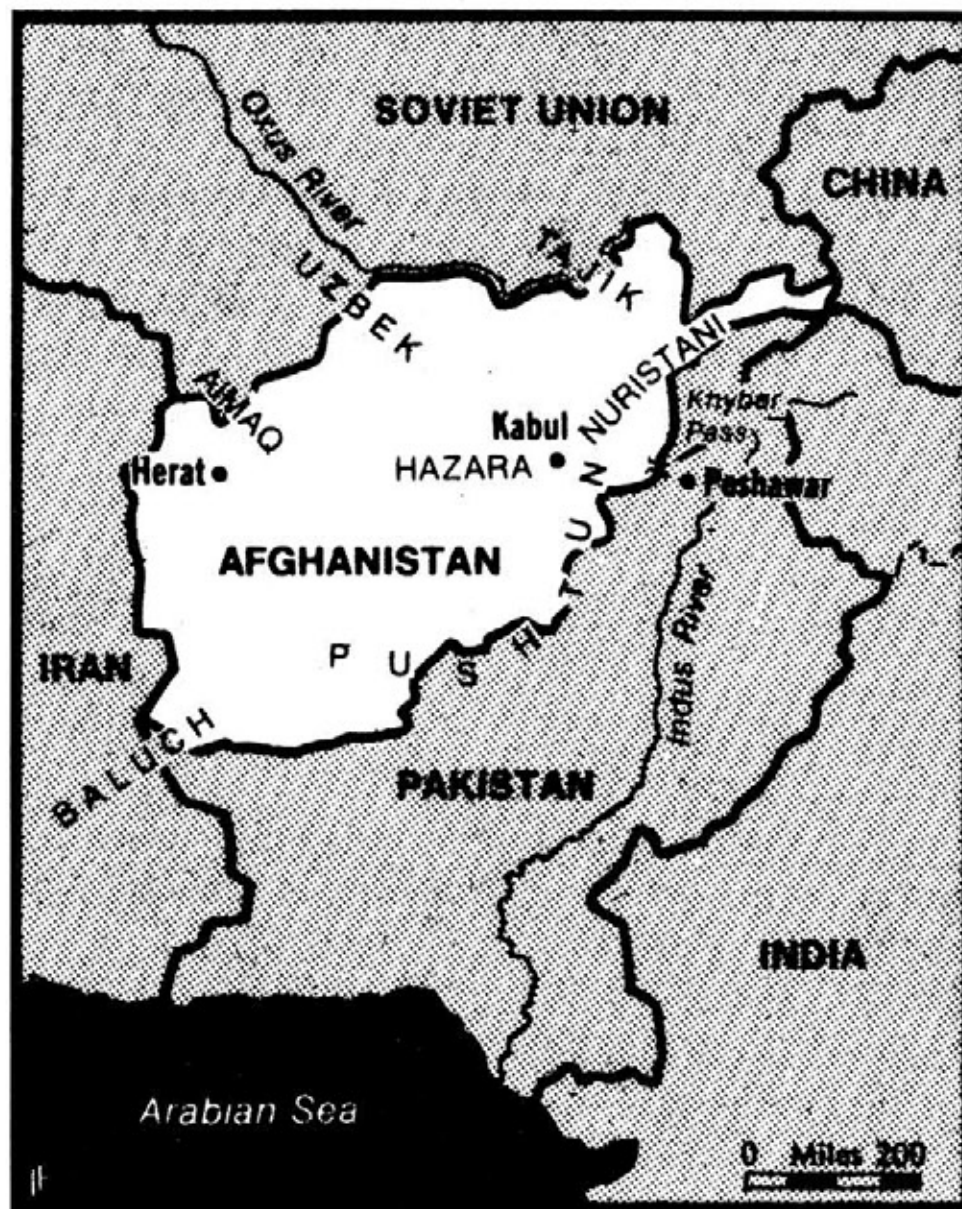 SOVIET UNION
Oxus River
CHINA
TAJIK
UZBEK
NURISTANI
AIMAQ
Khyber
Pass
Kabul
HAZARA
Herat
Peshawar
AFGHANISTAN
PUSHTUN
Indus River
IRAN
BALUCH
PAKISTAN
INDIA
Arabian Sea
0 Miles 200